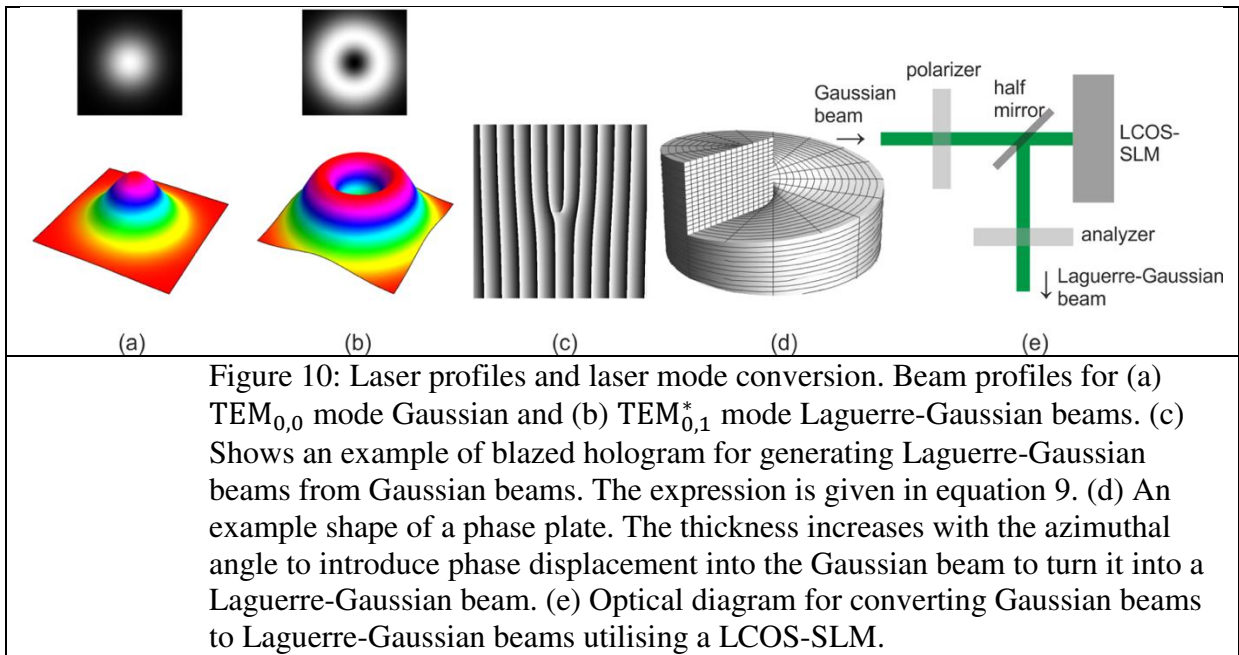 polarizer
half
mirror
Gaussian
beam
→
LCOS-
SLM
analyzer
↓ Laguerre-Gaussian
beam
(a) (b) (c) (d) (e)
Figure 10: Laser profiles and laser mode conversion. Beam profiles for (a)
TEM₀,₀ mode Gaussian and (b) TEM*₀,₁ mode Laguerre-Gaussian beams. (c)
Shows an example of blazed hologram for generating Laguerre-Gaussian
beams from Gaussian beams. The expression is given in equation 9. (d) An
example shape of a phase plate. The thickness increases with the azimuthal
angle to introduce phase displacement into the Gaussian beam to turn it into a
Laguerre-Gaussian beam. (e) Optical diagram for converting Gaussian beams
to Laguerre-Gaussian beams utilising a LCOS-SLM.